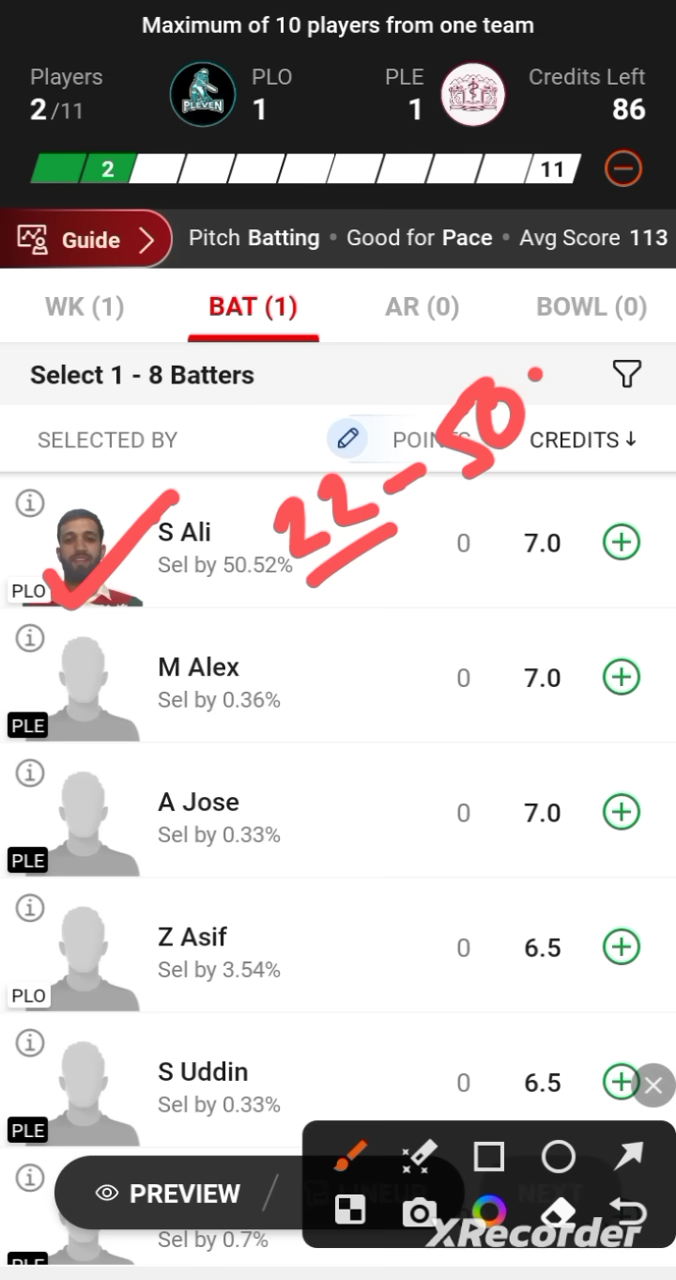 Maximum of 10 players from one team
Players PLO PLE Credits Left
2/11 PLEVEN 1 1 86
2 11
Guide Pitch Batting • Good for Pace • Avg Score 113
WK (1) BAT (1) AR (0) BOWL (0)
Select 1 - 8 Batters
SELECTED BY POINTS CREDITS ↓
22-50.
S Ali
Sel by 50.52% 0 7.0
PLO
M Alex
Sel by 0.36% 0 7.0
PLE
A Jose
Sel by 0.33% 0 7.0
PLE
Z Asif
Sel by 3.54% 0 6.5
PLO
S Uddin
Sel by 0.33% 0 6.5
PLE
PREVIEW LINEUP NEXT
XRecorder
Sel by 0.7%
PLE